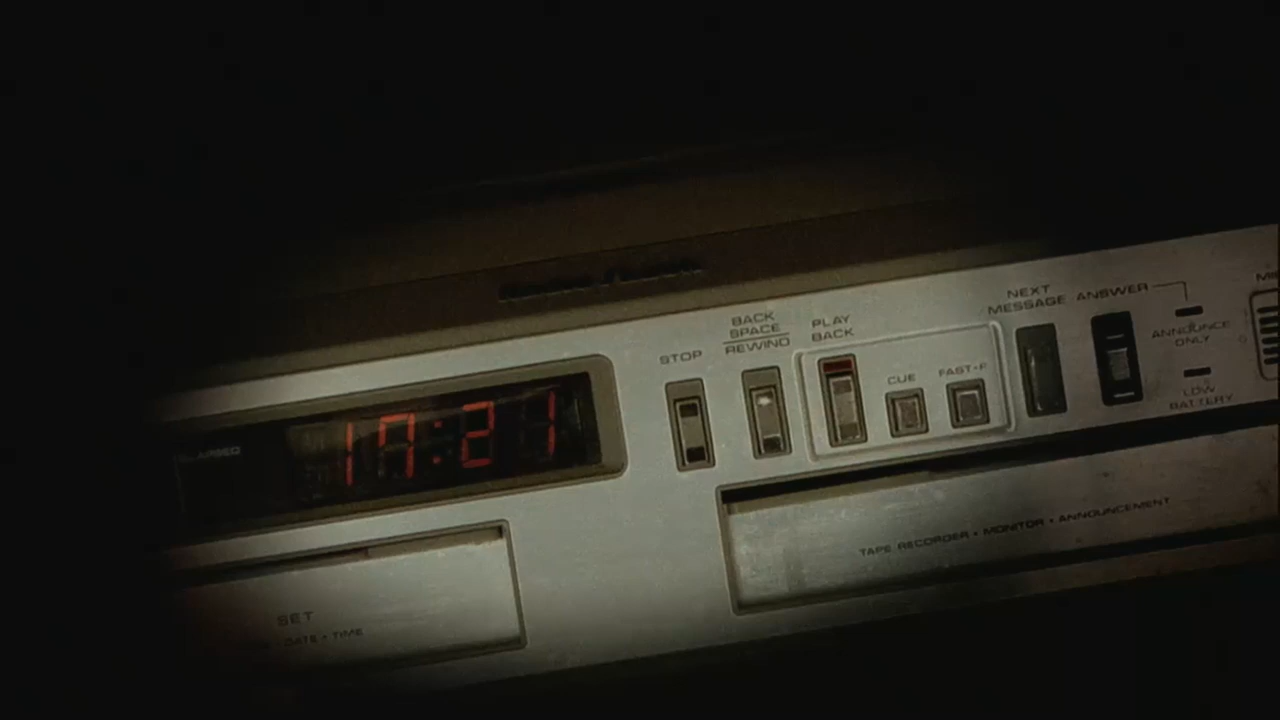 NEXT
MESSAGE
ANSWER
BACK
SPACE
REWIND
PLAY
BACK
ANNOUNCE
ONLY
STOP
CUE
FAST-F
LOW
BATTERY
17:21
TAPE RECORDER • MONITOR • ANNOUNCEMENT
SET
DATE • TIME